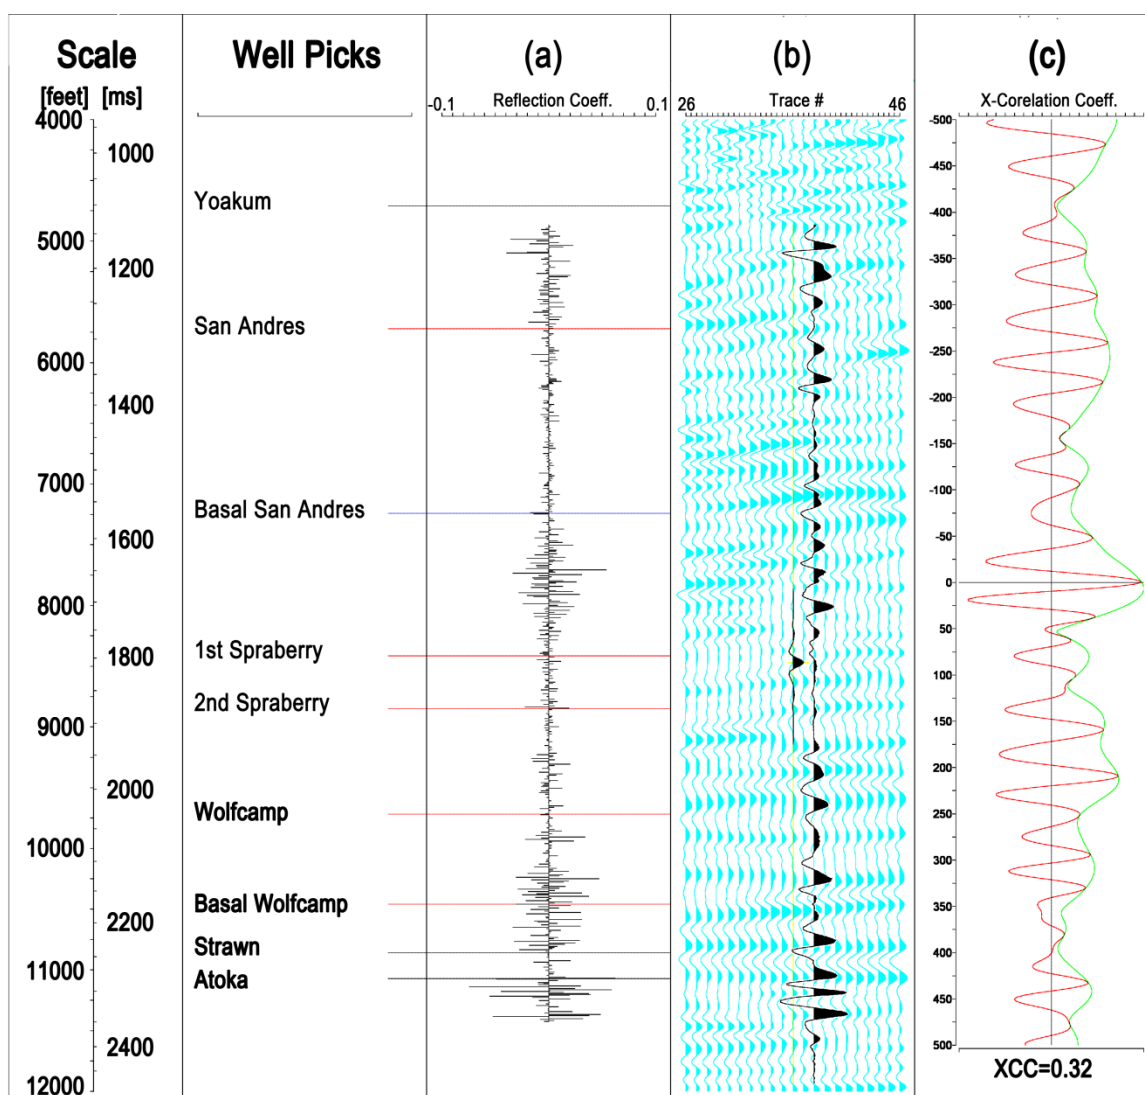 Scale Well Picks (a) (b) (c)
[feet] [ms] -0.1 Reflection Coeff. 0.1 26 Trace # 46 X-Corelation Coeff.
4000 -500
1000
-450
Yoakum
-400
5000
1200 -350
-300
San Andres
6000 -250
1400 -200
-150
7000
-100
Basal San Andres
1600 -50
0
8000
50
1st Spraberry
1800
100
2nd Spraberry
9000 150
2000 200
Wolfcamp
250
10000
300
Basal Wolfcamp 350
2200
Strawn 400
11000
Atoka
450
2400 500
XCC=0.32
12000